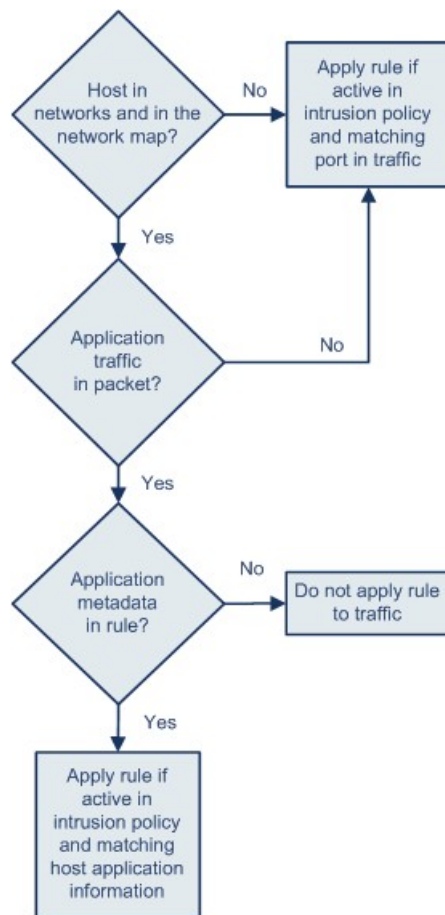 Host in
networks and in the
network map?
No
Apply rule if
active in
intrusion policy
and matching
port in traffic
Yes
Application
traffic
in packet?
No
Yes
Application
metadata
in rule?
No
Do not apply rule
to traffic
Yes
Apply rule if
active in
intrusion policy
and matching
host application
information